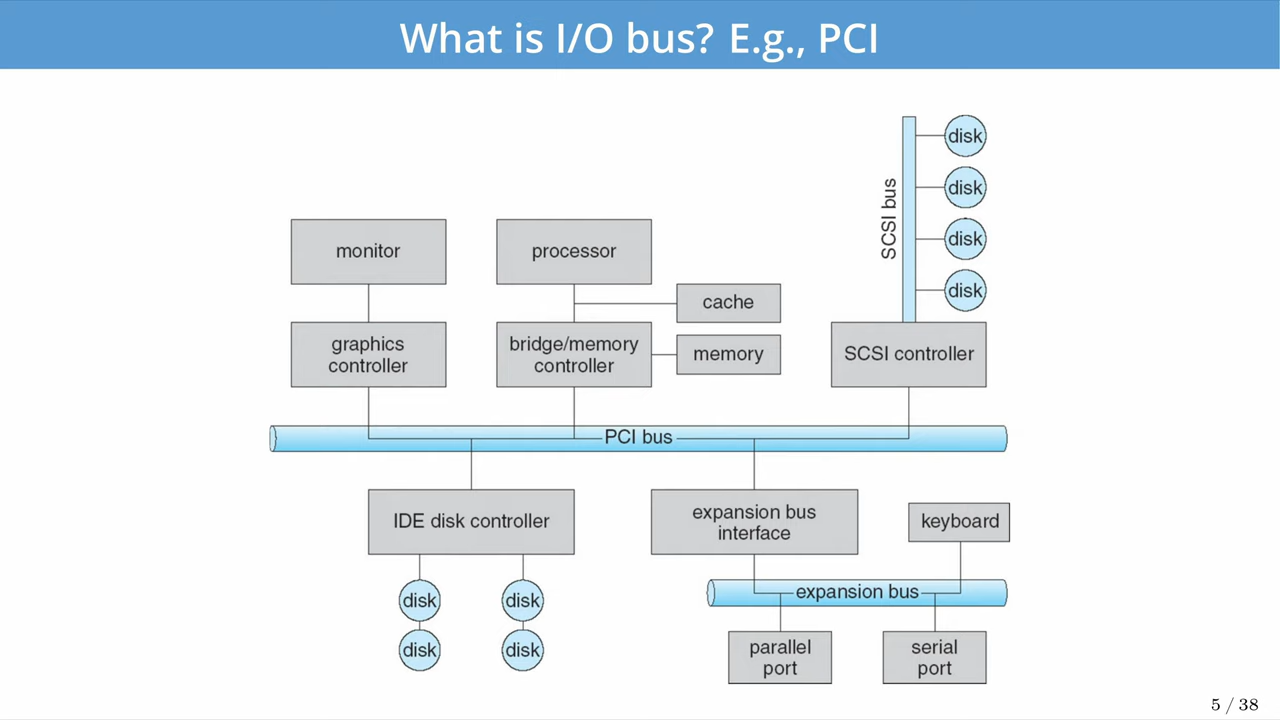 What is I/O bus? E.g., PCI
disk
disk
SCSI bus
disk
disk
monitor
processor
cache
graphics
controller
bridge/memory
controller
memory
SCSI controller
PCI bus
IDE disk controller
expansion bus
interface
keyboard
disk
disk
expansion bus
disk
disk
parallel
port
serial
port
5 / 38